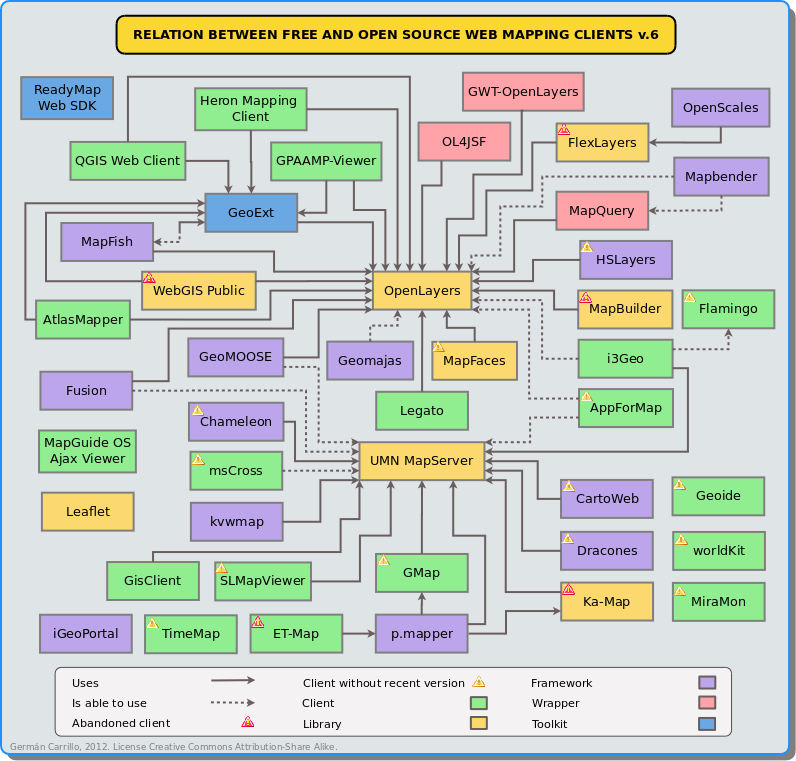 RELATION BETWEEN FREE AND OPEN SOURCE WEB MAPPING CLIENTS v.6
ReadyMap
Web SDK
Heron Mapping
Client
GWT-OpenLayers
OpenScales
QGIS Web Client
GPAAMP-Viewer
OL4JSF
FlexLayers
Mapbender
GeoExt
MapQuery
MapFish
HSLayers
WebGIS Public
OpenLayers
AtlasMapper
MapBuilder
Flamingo
GeoMOOSE
Geomajas
MapFaces
i3Geo
Fusion
Legato
AppForMap
Chameleon
MapGuide OS
Ajax Viewer
msCross
UMN MapServer
Leaflet
kvwmap
CartoWeb
Geoide
GisClient
SLMapViewer
GMap
Dracones
worldKit
Ka-Map
MiraMon
iGeoPortal
TimeMap
ET-Map
p.mapper
Uses
Client without recent version
Framework
Is able to use
Client
Wrapper
Abandoned client
Library
Toolkit
Germán Carrillo, 2012. License Creative Commons Attribution-Share Alike.